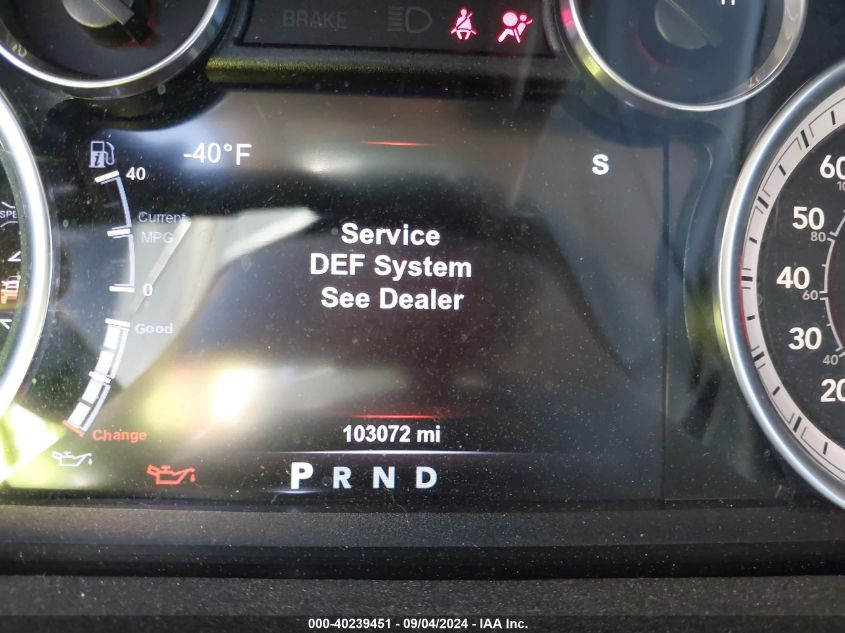 BRAKE
-40°F
S
40
Current
MPG
0
Service
DEF System
See Dealer
Good
Change
103072 mi
P R N D
60
50
80
40
60
30
40
20
000-40239451 - 09/04/2024 - IAA Inc.